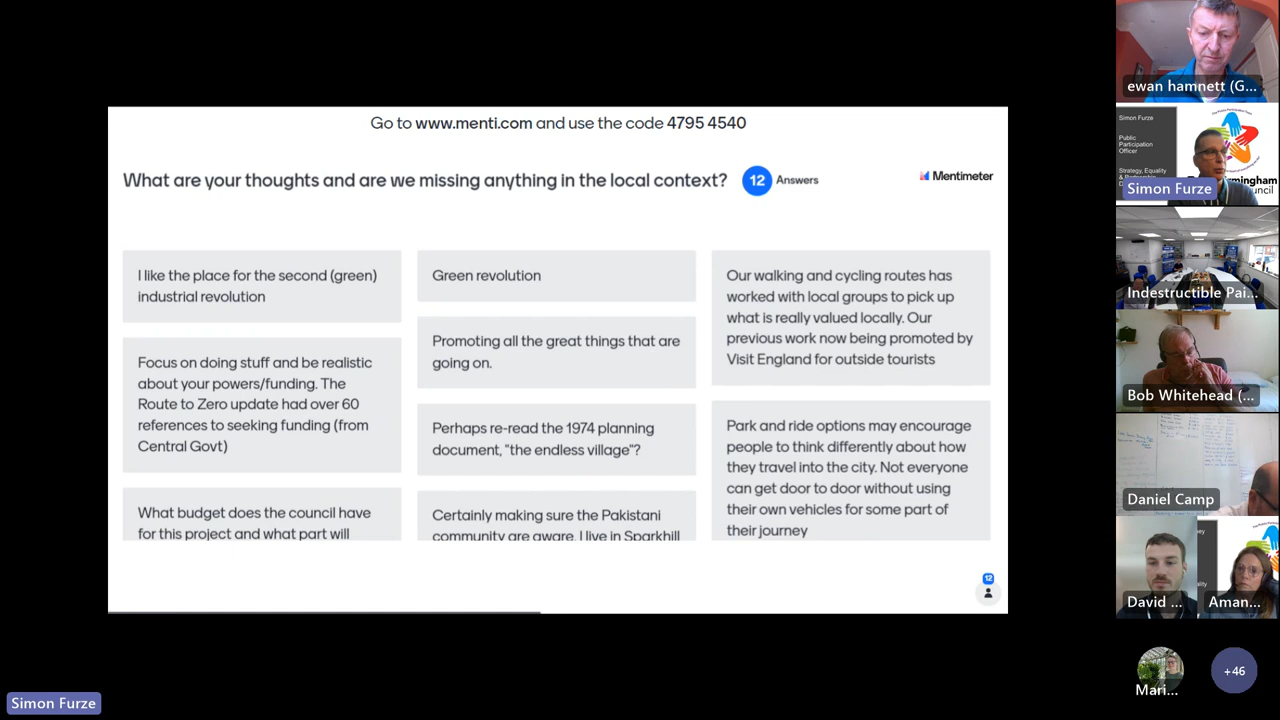 Go to www.menti.com and use the code 4795 4540
What are your thoughts and are we missing anything in the local context?
12 Answers
Mentimeter
I like the place for the second (green)
industrial revolution
Focus on doing stuff and be realistic
about your powers/funding. The
Route to Zero update had over 60
references to seeking funding (from
Central Govt)
What budget does the council have
for this project and what part will
Green revolution
Promoting all the great things that are
going on.
Perhaps re-read the 1974 planning
document, "the endless village"?
Certainly making sure the Pakistani
community are aware. I live in Sparkhill
Our walking and cycling routes has
worked with local groups to pick up
what is really valued locally. Our
previous work now being promoted by
Visit England for outside tourists
Park and ride options may encourage
people to think differently about how
they travel into the city. Not everyone
can get door to door without using
their own vehicles for some part of
their journey
12
ewan hamnett (G...
Simon Furze
Public
Participation
Officer
Strategy, Equality
Simon Furze
Indestructible Pai...
Bob Whitehead (...
Daniel Camp
David ...
Aman...
Mari...
+46
Simon Furze